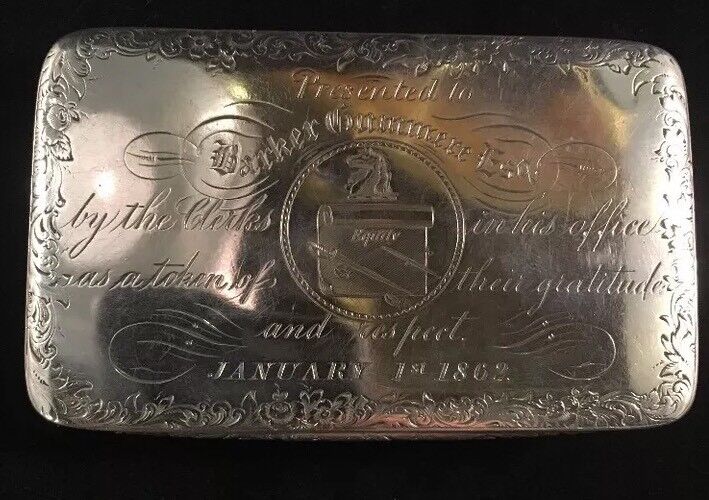 Presented to
Barker Gummere Esq.
by the Clerks in his office
as a token of their gratitude
and respect.
JANUARY 1ST 1862.